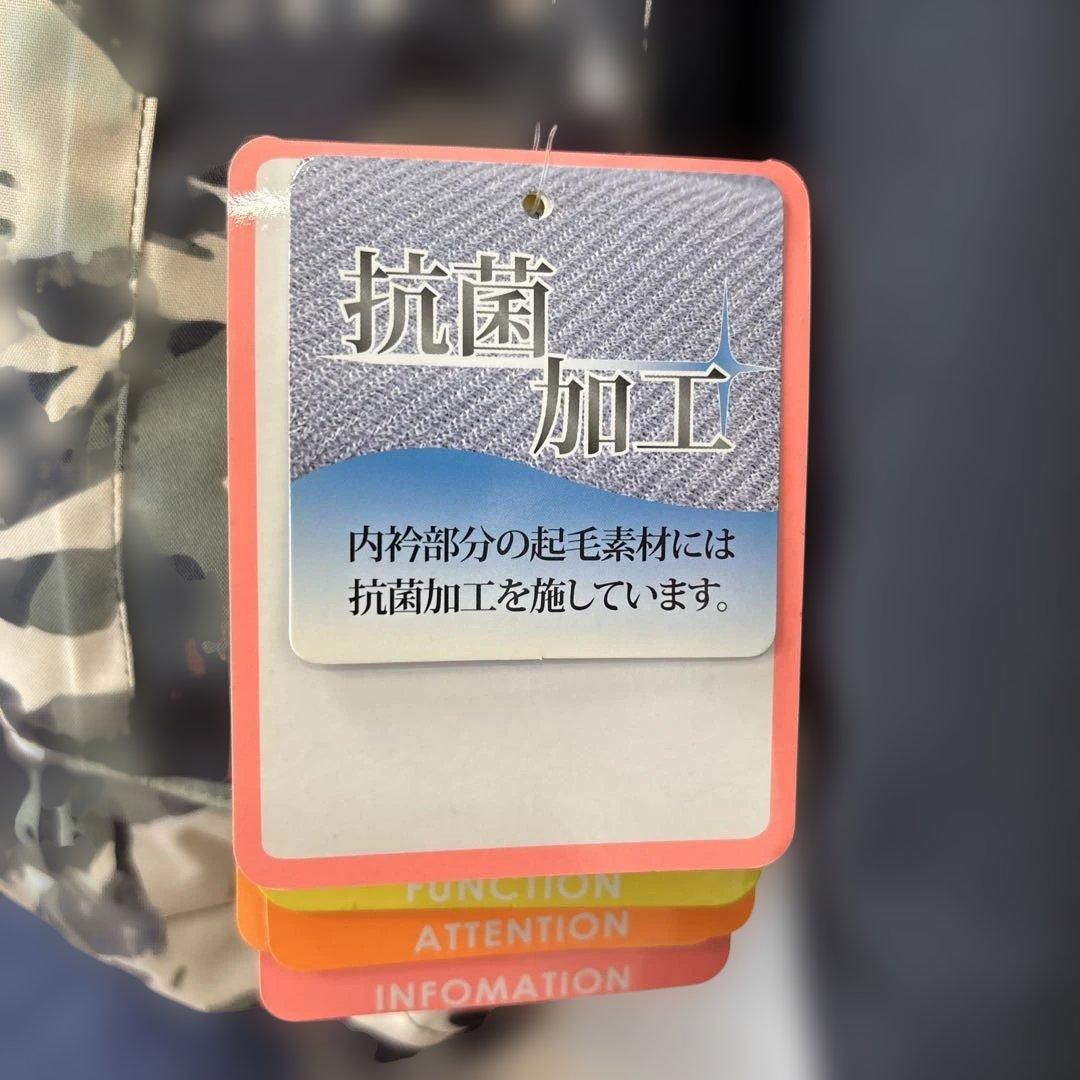 抗菌
加工
内衿部分の起毛素材には
抗菌加工を施しています。
FUNCTION
ATTENTION
INFOMATION